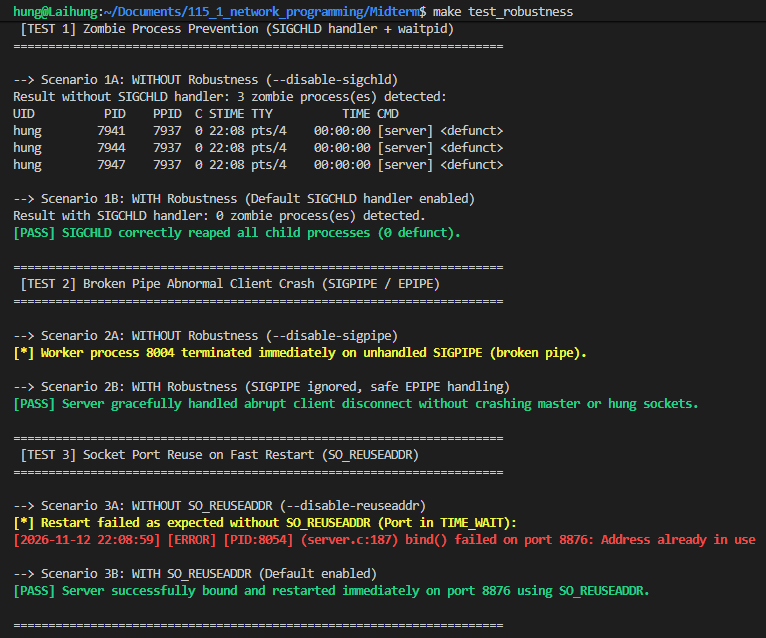 hung@Laihung:~/Documents/115_1_network_programming/Midterm$ make test_robustness
[TEST 1] Zombie Process Prevention (SIGCHLD handler + waitpid)
======================================================================
--> Scenario 1A: WITHOUT Robustness (--disable-sigchld)
Result without SIGCHLD handler: 3 zombie process(es) detected:
UID          PID    PPID  C STIME TTY          TIME CMD
hung        7941    7937  0 22:08 pts/4    00:00:00 [server] <defunct>
hung        7944    7937  0 22:08 pts/4    00:00:00 [server] <defunct>
hung        7947    7937  0 22:08 pts/4    00:00:00 [server] <defunct>
--> Scenario 1B: WITH Robustness (Default SIGCHLD handler enabled)
Result with SIGCHLD handler: 0 zombie process(es) detected.
[PASS] SIGCHLD correctly reaped all child processes (0 defunct).
======================================================================
[TEST 2] Broken Pipe Abnormal Client Crash (SIGPIPE / EPIPE)
======================================================================
--> Scenario 2A: WITHOUT Robustness (--disable-sigpipe)
[*] Worker process 8004 terminated immediately on unhandled SIGPIPE (broken pipe).
--> Scenario 2B: WITH Robustness (SIGPIPE ignored, safe EPIPE handling)
[PASS] Server gracefully handled abrupt client disconnect without crashing master or hung sockets.
======================================================================
[TEST 3] Socket Port Reuse on Fast Restart (SO_REUSEADDR)
======================================================================
--> Scenario 3A: WITHOUT SO_REUSEADDR (--disable-reuseaddr)
[*] Restart failed as expected without SO_REUSEADDR (Port in TIME_WAIT):
[2026-11-12 22:08:59] [ERROR] [PID:8054] (server.c:187) bind() failed on port 8876: Address already in use
--> Scenario 3B: WITH SO_REUSEADDR (Default enabled)
[PASS] Server successfully bound and restarted immediately on port 8876 using SO_REUSEADDR.
======================================================================